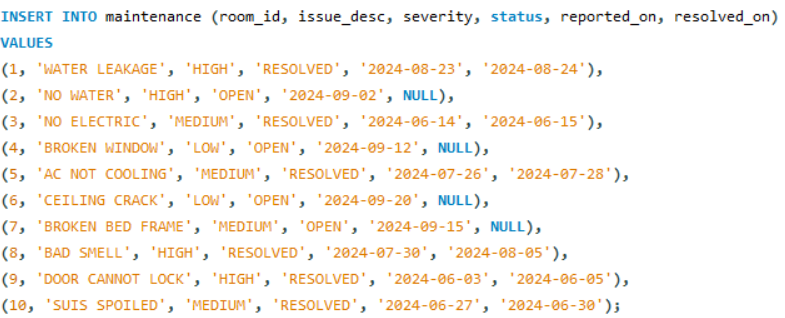 INSERT INTO maintenance (room_id, issue_desc, severity, status, reported_on, resolved_on)
VALUES
(1, 'WATER LEAKAGE', 'HIGH', 'RESOLVED', '2024-08-23', '2024-08-24'),
(2, 'NO WATER', 'HIGH', 'OPEN', '2024-09-02', NULL),
(3, 'NO ELECTRIC', 'MEDIUM', 'RESOLVED', '2024-06-14', '2024-06-15'),
(4, 'BROKEN WINDOW', 'LOW', 'OPEN', '2024-09-12', NULL),
(5, 'AC NOT COOLING', 'MEDIUM', 'RESOLVED', '2024-07-26', '2024-07-28'),
(6, 'CEILING CRACK', 'LOW', 'OPEN', '2024-09-20', NULL),
(7, 'BROKEN BED FRAME', 'MEDIUM', 'OPEN', '2024-09-15', NULL),
(8, 'BAD SMELL', 'HIGH', 'RESOLVED', '2024-07-30', '2024-08-05'),
(9, 'DOOR CANNOT LOCK', 'HIGH', 'RESOLVED', '2024-06-03', '2024-06-05'),
(10, 'SUIS SPOILED', 'MEDIUM', 'RESOLVED', '2024-06-27', '2024-06-30');